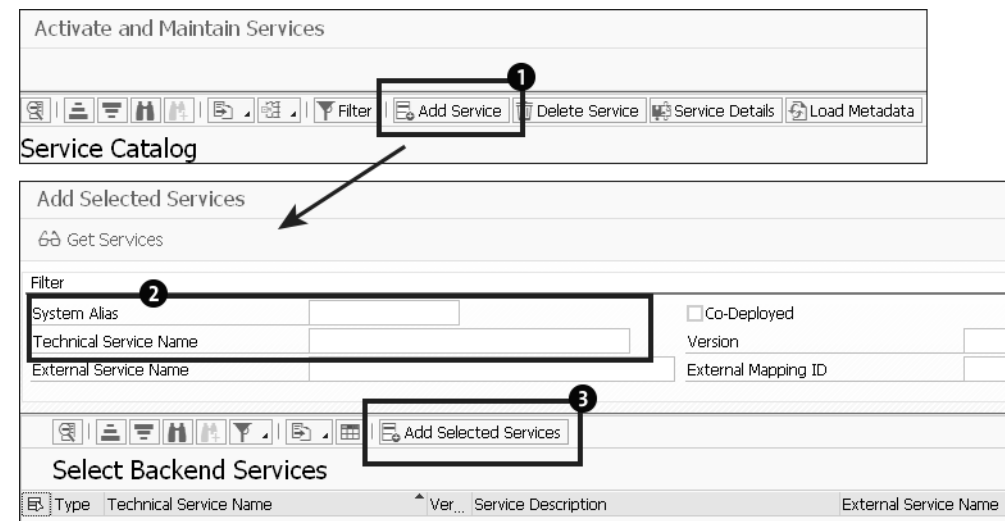 Activate and Maintain Services
1
Filter Add Service Delete Service Service Details Load Metadata
Service Catalog
Add Selected Services
Get Services
Filter
2
System Alias Co-Deployed
Technical Service Name Version
External Service Name External Mapping ID
3
Add Selected Services
Select Backend Services
Type Technical Service Name Ver... Service Description External Service Name